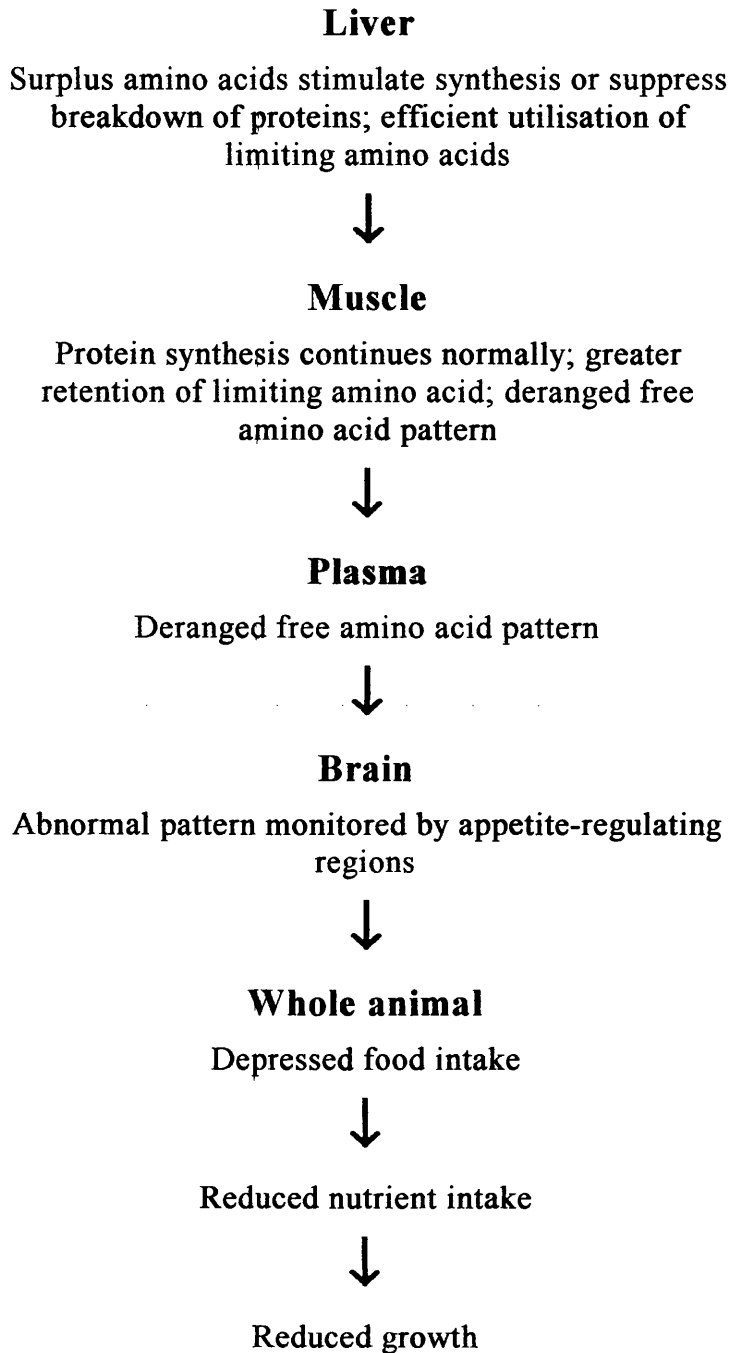 Liver
Surplus amino acids stimulate synthesis or suppress
breakdown of proteins; efficient utilisation of
limiting amino acids
↓
Muscle
Protein synthesis continues normally; greater
retention of limiting amino acid; deranged free
amino acid pattern
↓
Plasma
Deranged free amino acid pattern
↓
Brain
Abnormal pattern monitored by appetite-regulating
regions
↓
Whole animal
Depressed food intake
↓
Reduced nutrient intake
↓
Reduced growth